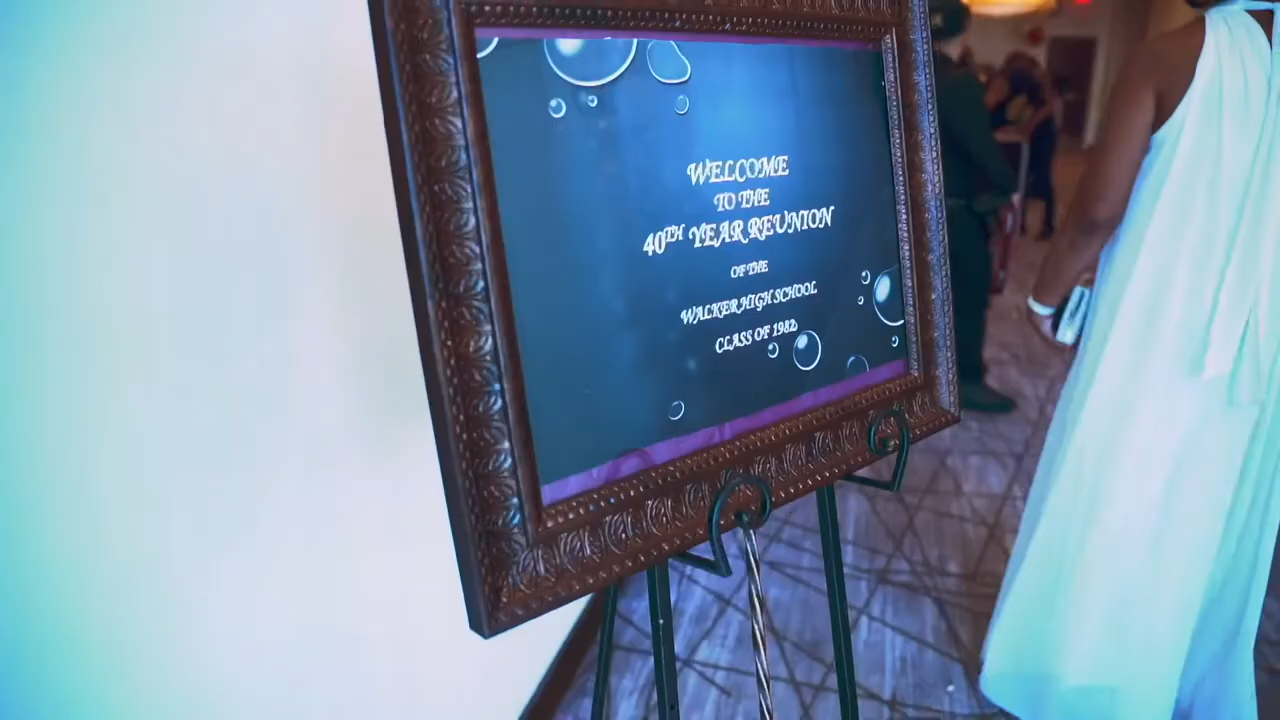 WELCOME
TO THE
40TH YEAR REUNION
OF THE
WALKER HIGH SCHOOL
CLASS OF 1982